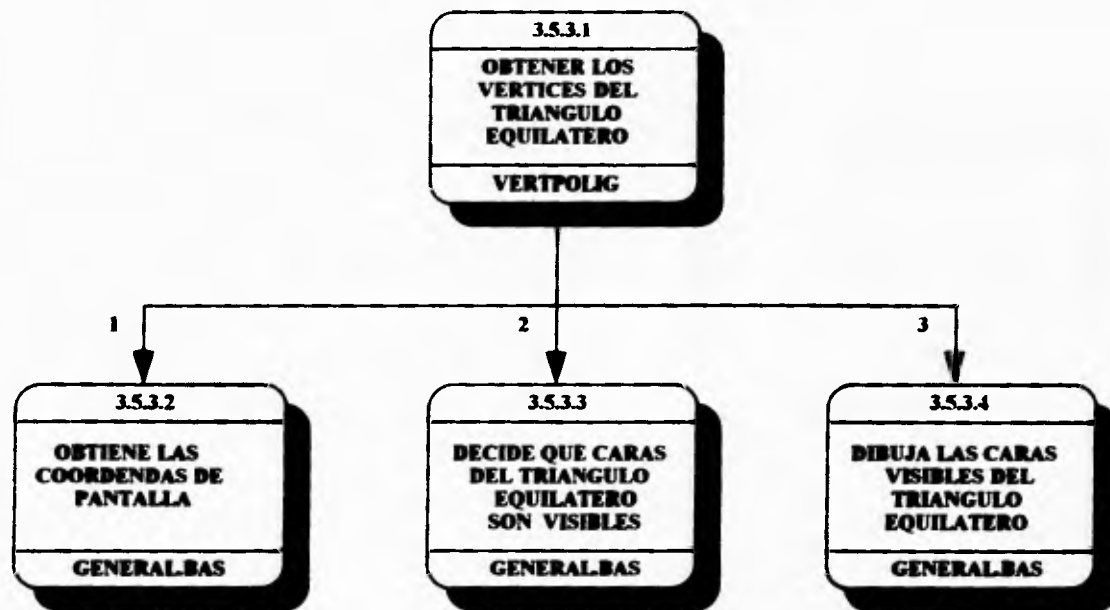 3.5.3.1
OBTENER LOS
VERTICES DEL
TRIANGULO
EQUILATERO
VERTPOLIG
1
2
3
3.5.3.2
OBTIENE LAS
COORDENDAS DE
PANTALLA
GENERAL.BAS
3.5.3.3
DECIDE QUE CARAS
DEL TRIANGULO
EQUILATERO
SON VISIBLES
GENERAL.BAS
3.5.3.4
DIBUJA LAS CARAS
VISIBLES DEL
TRIANGULO
EQUILATERO
GENERAL.BAS